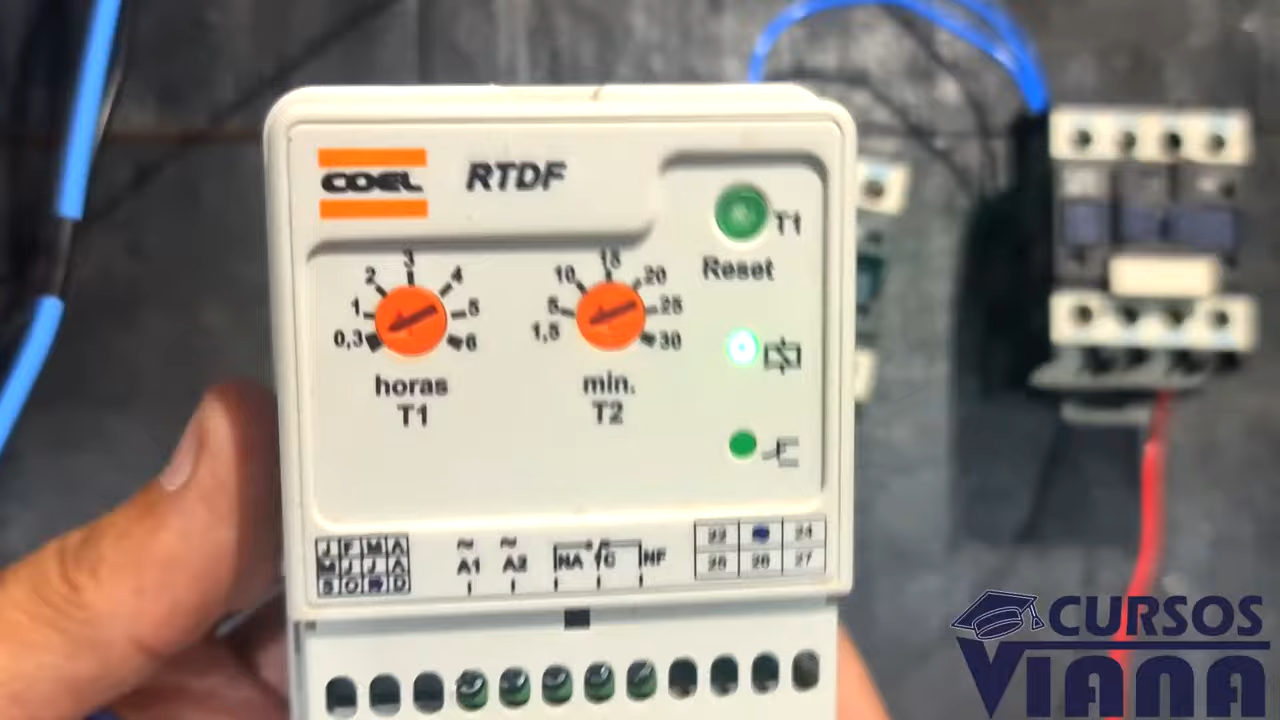 COEL RTDF
T1
Reset
3
2 4
1 5
0,3 6
horas
T1
15
10 20
5 25
1,5 30
min.
T2
J F M A
M J J A
S O D
~ ~
A1 A2 NA C NF
24
25 26 27
CURSOS
VIANA